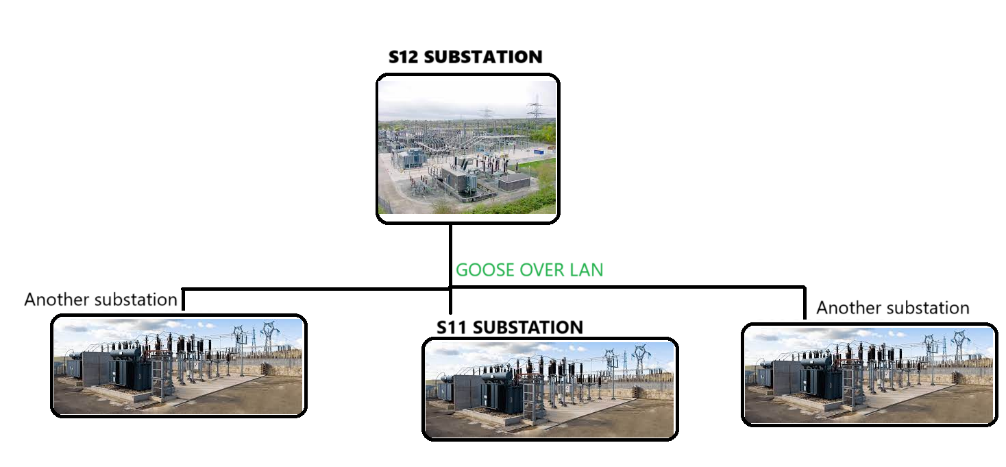 S12 SUBSTATION
GOOSE OVER LAN
Another substation
Another substation
S11 SUBSTATION